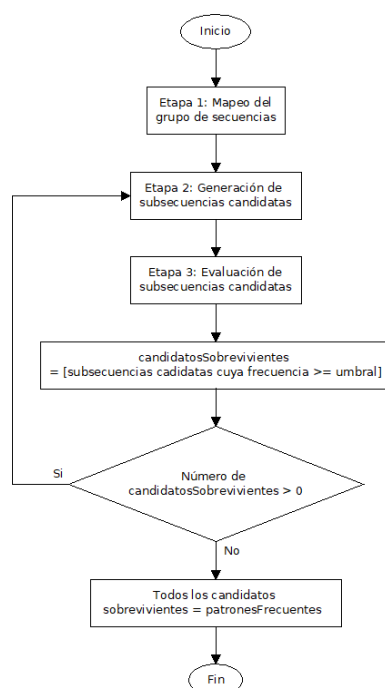 Inicio
Etapa 1: Mapeo del
grupo de secuencias
Etapa 2: Generación de
subsecuencias candidatas
Etapa 3: Evaluación de
subsecuencias candidatas
candidatosSobrevivientes
= [subsecuencias cadidatas cuya frecuencia >= umbral]
Si
Número de
candidatosSobrevivientes > 0
No
Todos los candidatos
sobrevivientes = patronesFrecuentes
Fin